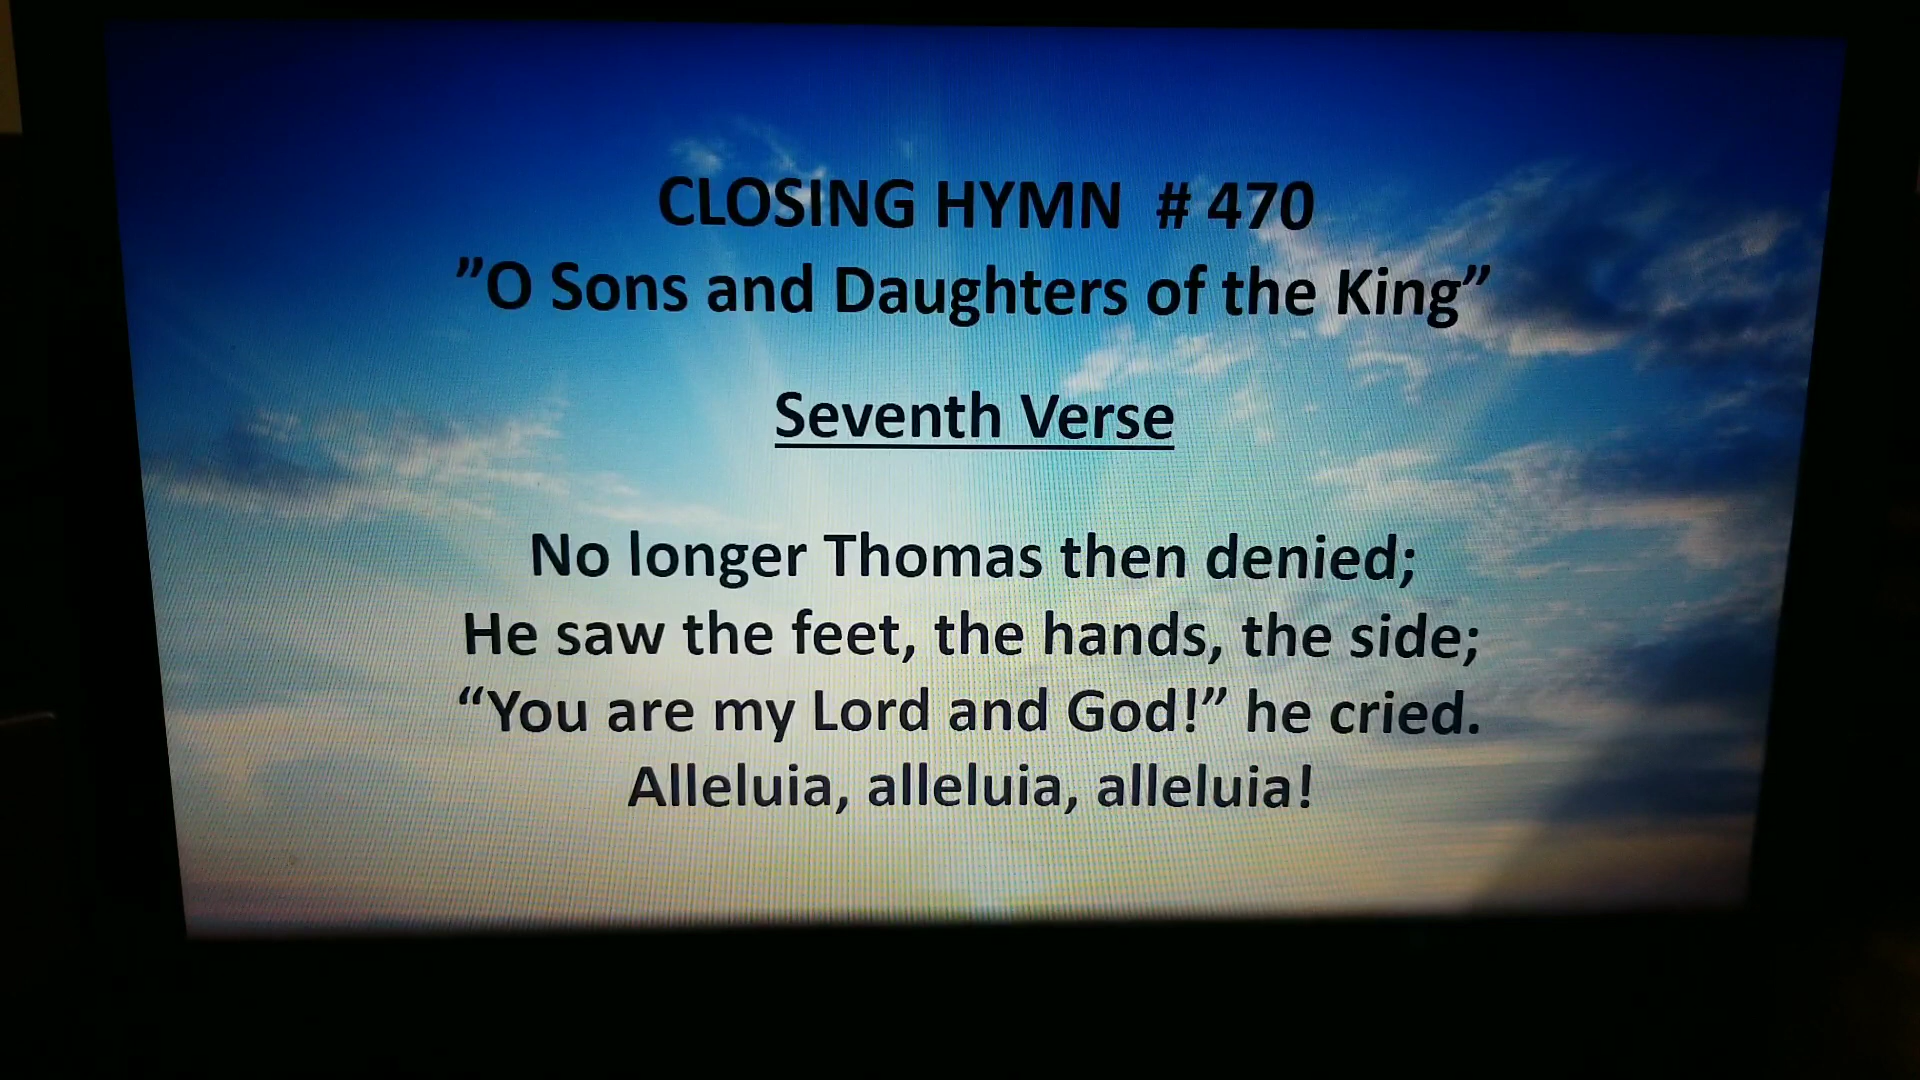 CLOSING HYMN # 470
”O Sons and Daughters of the King”
Seventh Verse
No longer Thomas then denied;
He saw the feet, the hands, the side;
“You are my Lord and God!” he cried.
Alleluia, alleluia, alleluia!